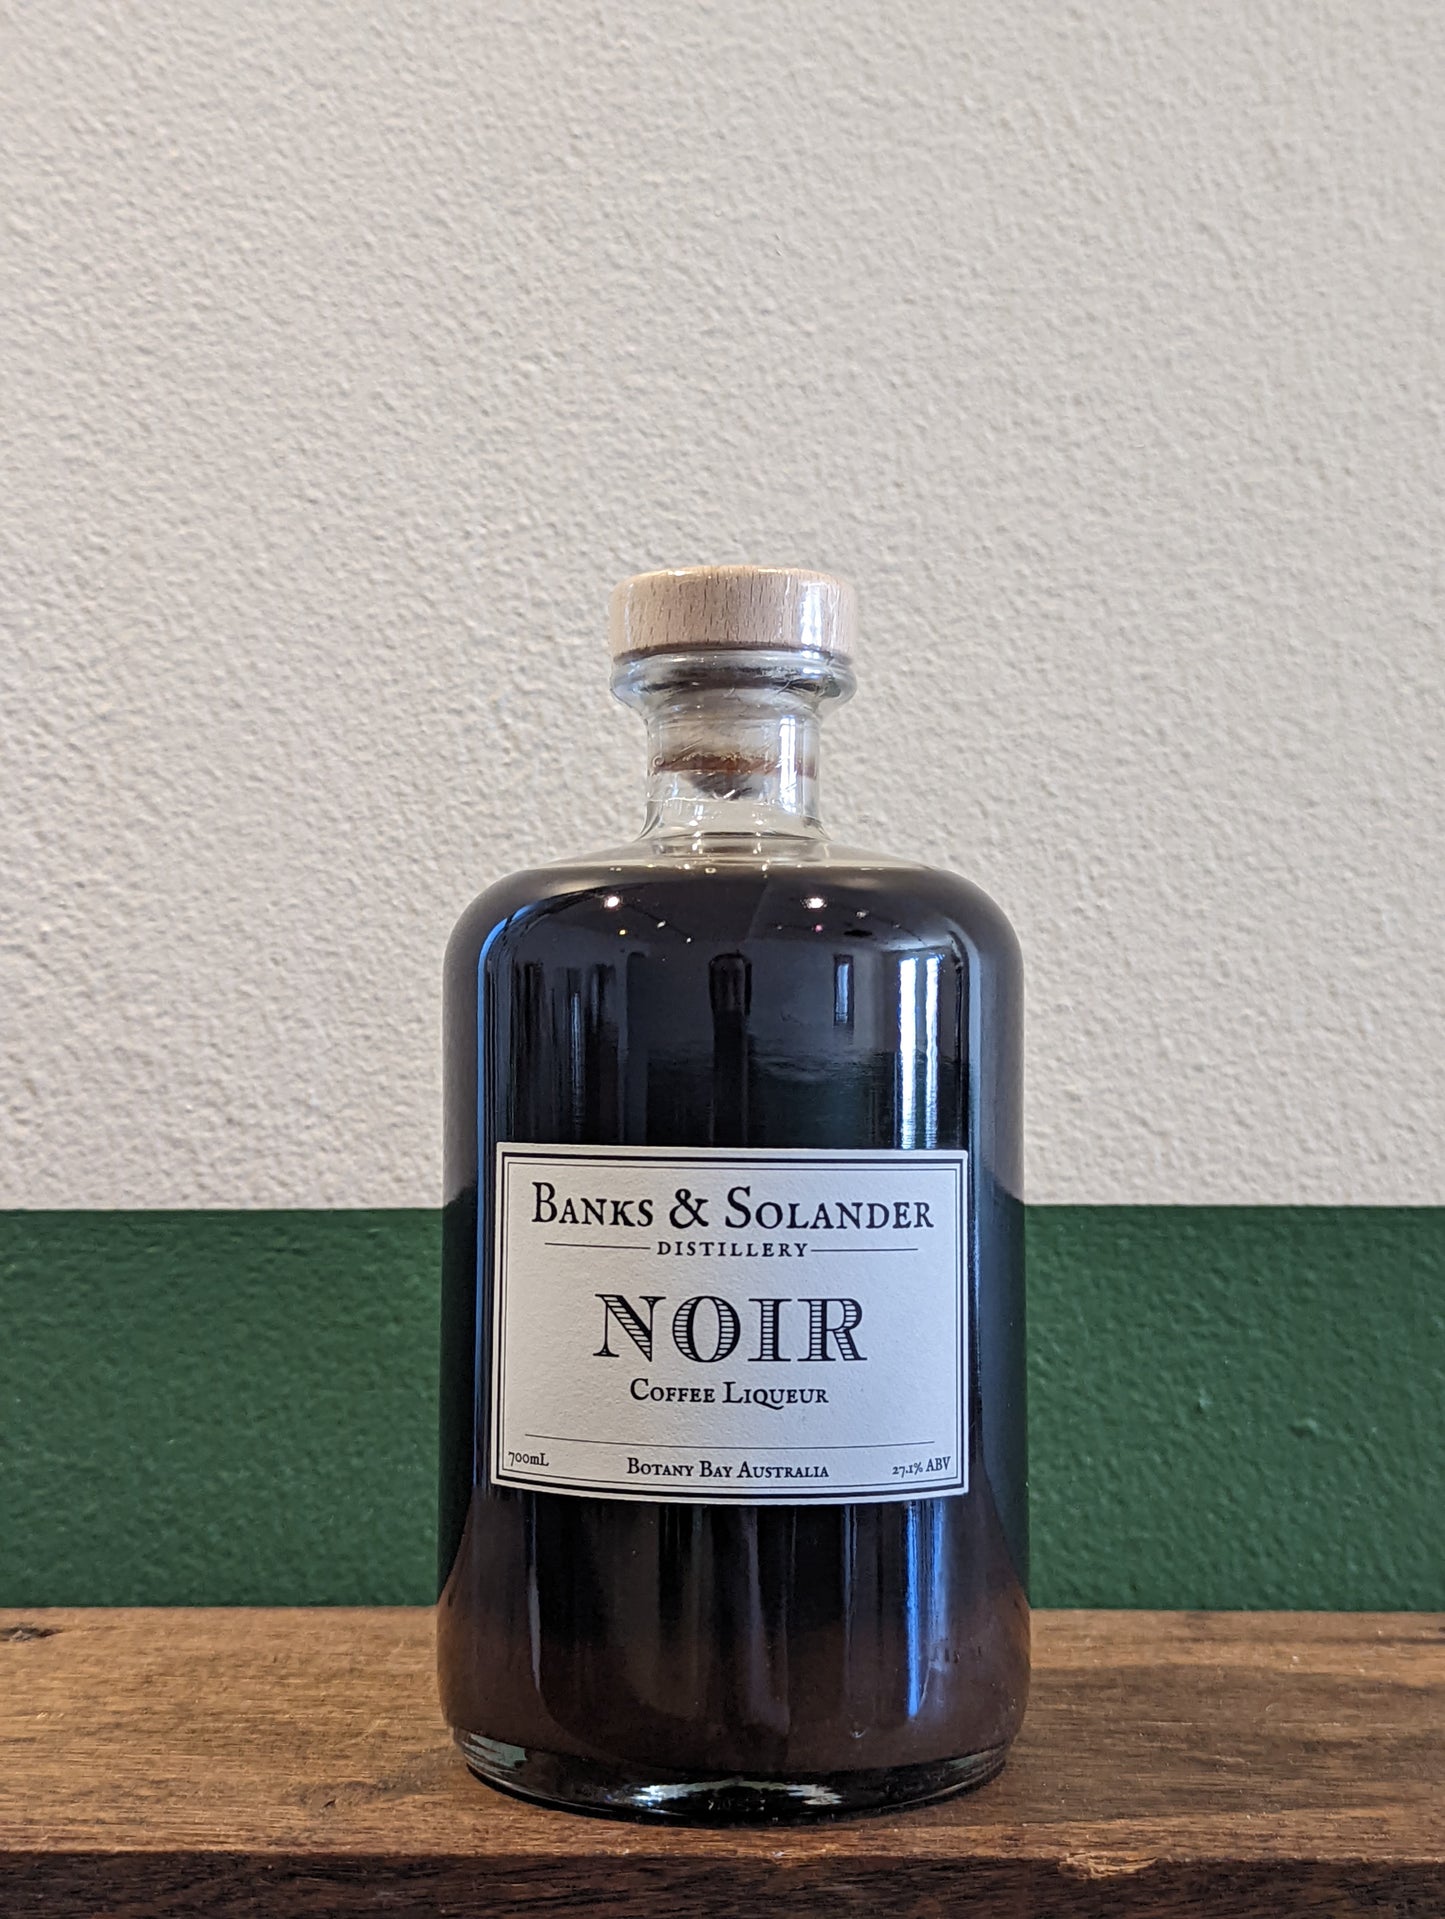 Banks & Solander
DISTILLERY
NOIR
Coffee Liqueur
700mL Botany Bay Australia 27.1% ABV